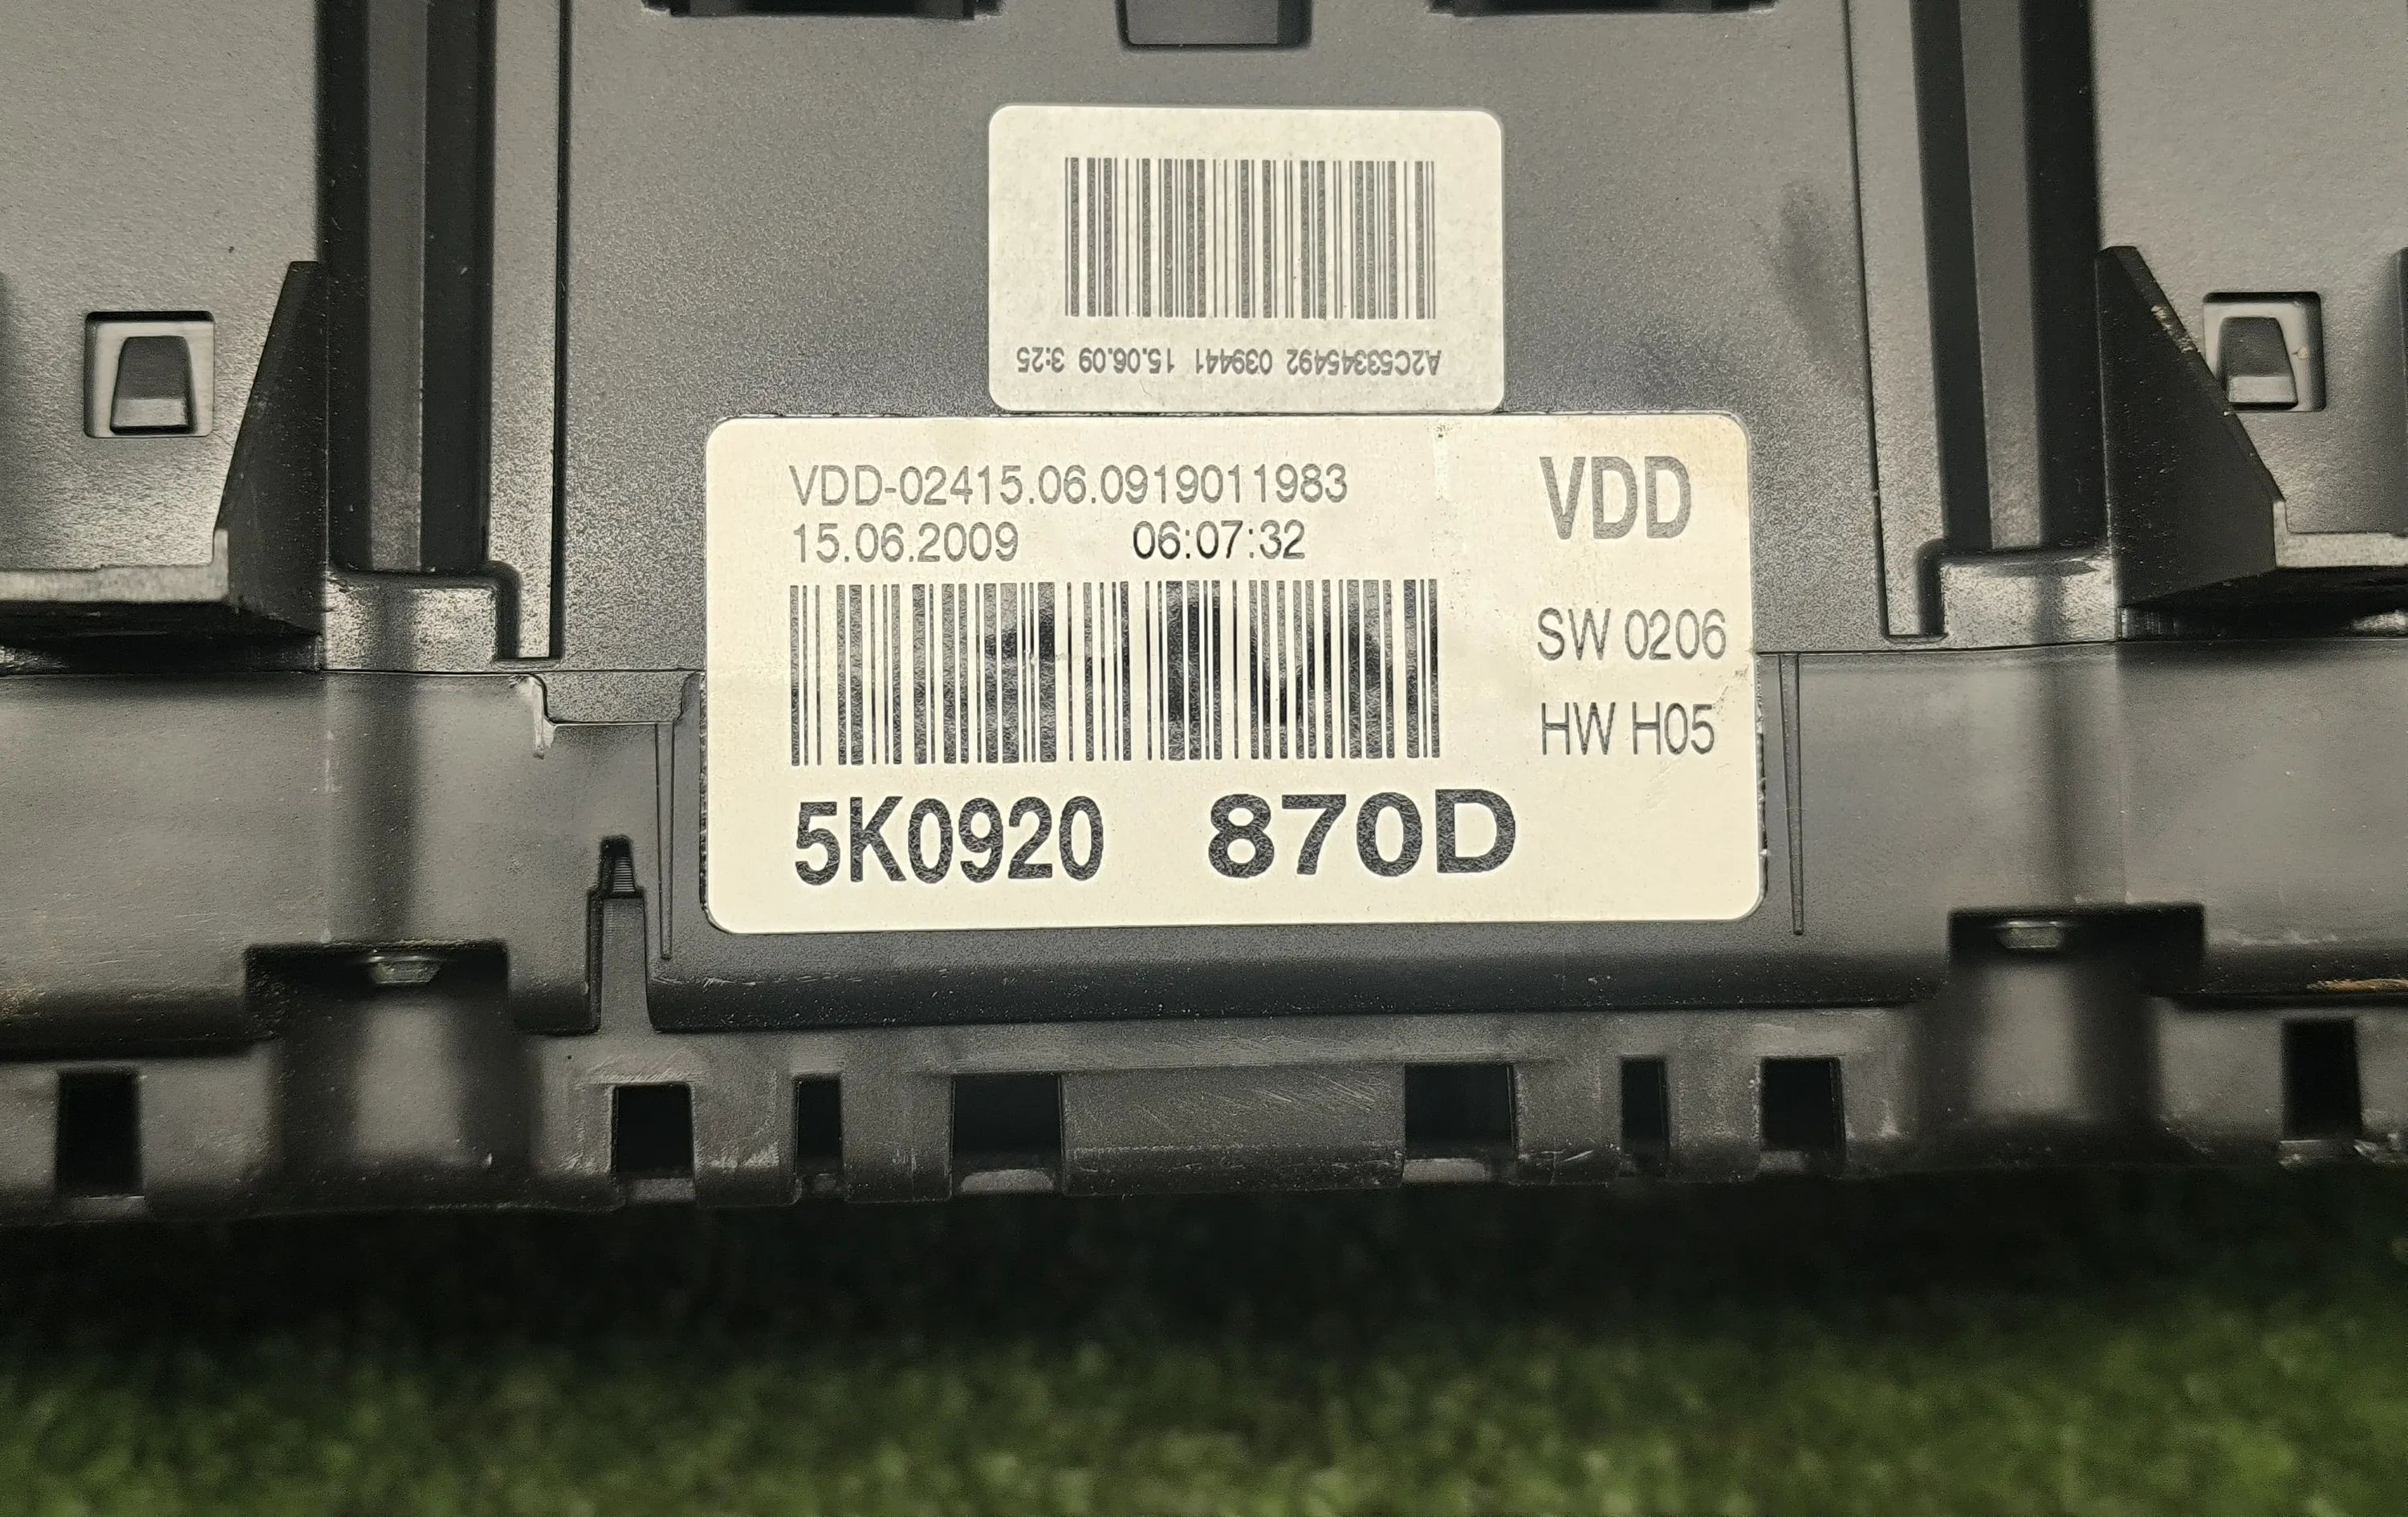 A2C53345492 039441 15.06.09 3:25
VDD-02415.06.0919011983
15.06.2009 06:07:32
VDD
SW 0206
HW H05
5K0920 870D